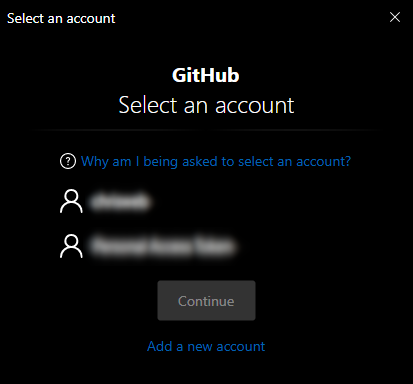 Select an account
GitHub
Select an account
Why am I being asked to select an account?
Continue
Add a new account